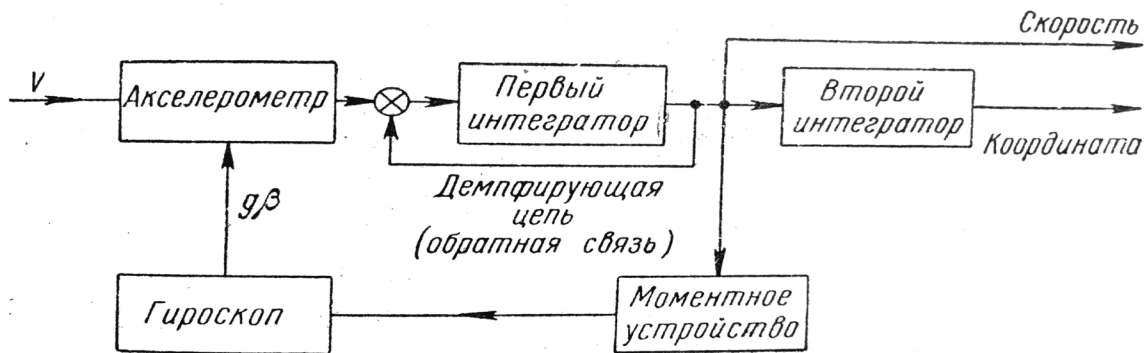 Скорость
V
Акселерометр
Первый
интегратор
Второй
интегратор
Координата
Демпфирующая
цепь
(обратная связь)
gβ
Гироскоп
Моментное
устройство